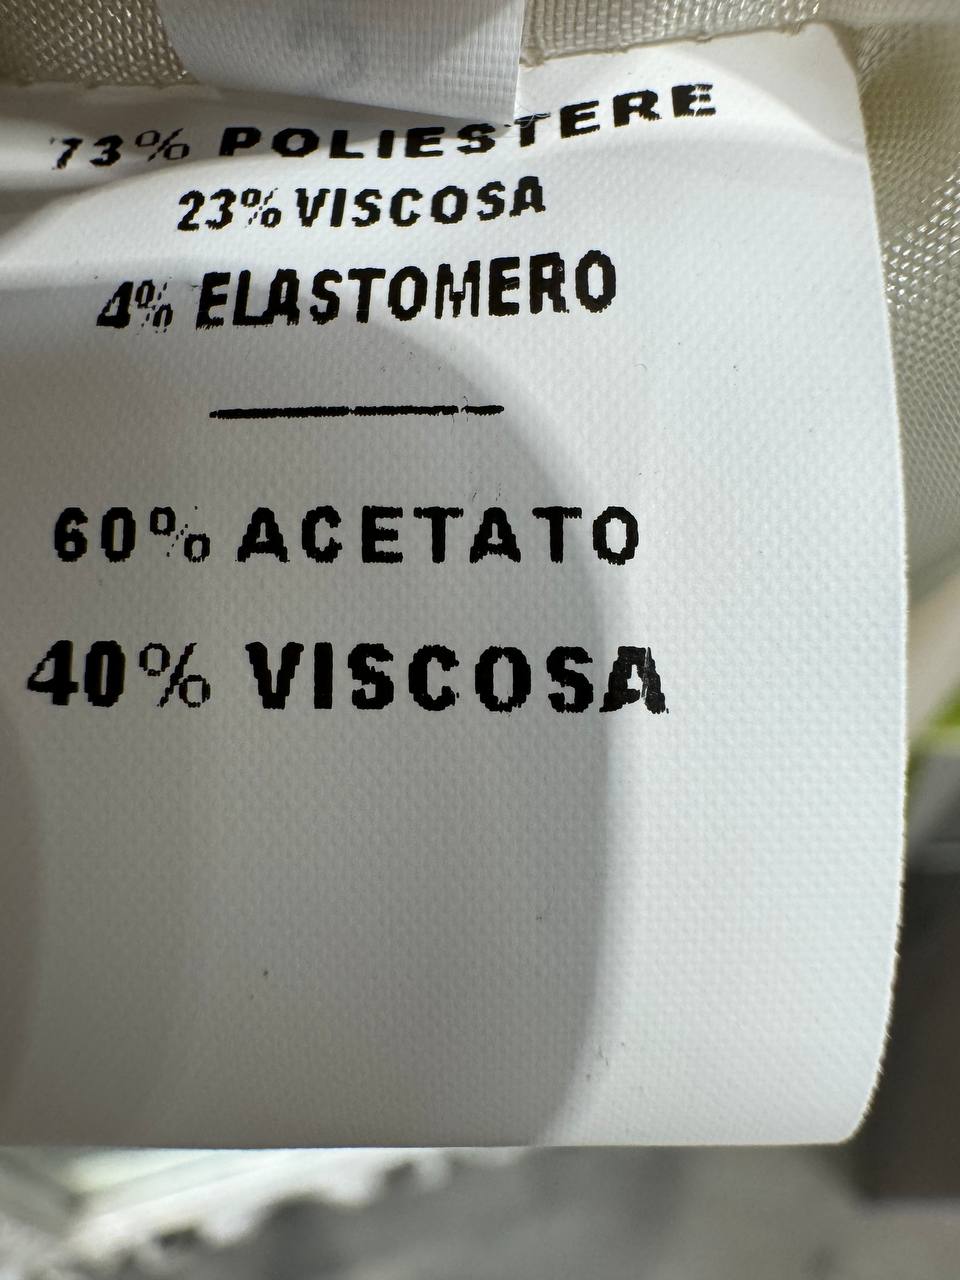 73% POLIESTERE
23% VISCOSA
4% ELASTOMERO
60% ACETATO
40% VISCOSA